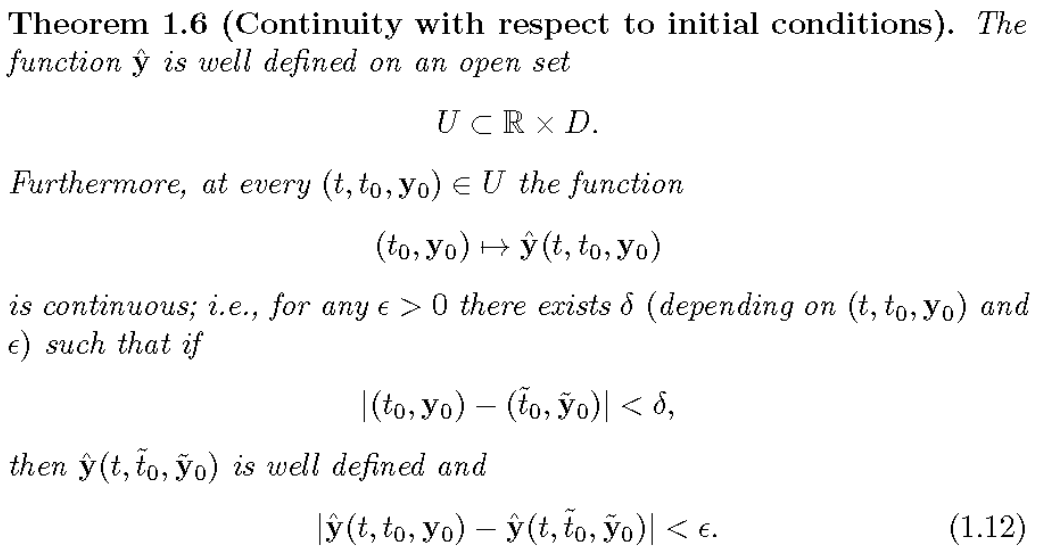 Theorem 1.6 (Continuity with respect to initial conditions). The
function ŷ is well defined on an open set
U ⊂ ℝ × D.
Furthermore, at every (t, t₀, y₀) ∈ U the function
(t₀, y₀) ↦ ŷ(t, t₀, y₀)
is continuous; i.e., for any ϵ > 0 there exists δ (depending on (t, t₀, y₀) and
ϵ) such that if
|(t₀, y₀) − (t̃₀, ỹ₀)| < δ,
then ŷ(t, t̃₀, ỹ₀) is well defined and
|ŷ(t, t₀, y₀) − ŷ(t, t̃₀, ỹ₀)| < ϵ. (1.12)